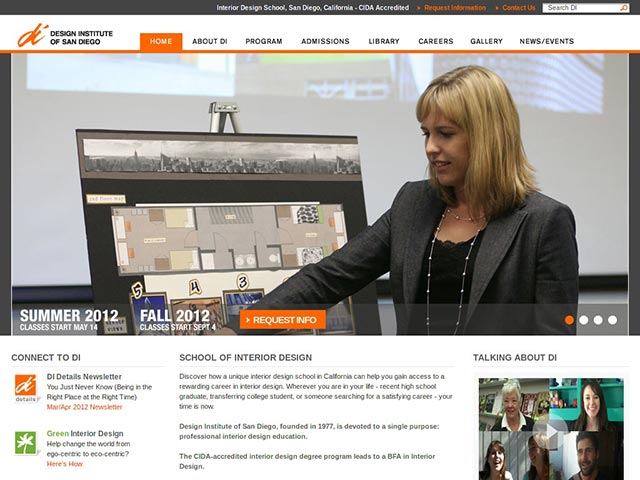 Interior Design School, San Diego, California - CIDA Accredited Request Information Contact Us Search DI
di DESIGN INSTITUTE
OF SAN DIEGO
HOME ABOUT DI PROGRAM ADMISSIONS LIBRARY CAREERS GALLERY NEWS/EVENTS
2nd Floor Map
5 4 3
SUMMER 2012 FALL 2012
CLASSES START MAY 14 CLASSES START SEPT 4
REQUEST INFO
CONNECT TO DI
di
details
DI Details Newsletter
You Just Never Know (Being in the
Right Place at the Right Time)
Mar/Apr 2012 Newsletter
Green Interior Design
Help change the world from
ego-centric to eco-centric?
Here's How
SCHOOL OF INTERIOR DESIGN
Discover how a unique interior design school in California can help you gain access to a
rewarding career in interior design. Wherever you are in your life - recent high school
graduate, transferring college student, or someone searching for a satisfying career - your
time is now.
Design Institute of San Diego, founded in 1977, is devoted to a single purpose:
professional interior design education.
The CIDA-accredited interior design degree program leads to a BFA in Interior
Design.
TALKING ABOUT DI